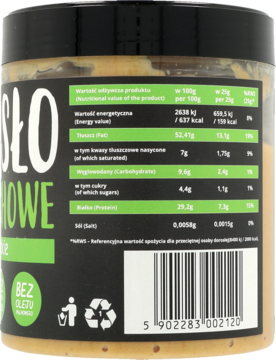 SŁO
HOWE
Wartość odżywcza produktu
(Nutritional value of the product)
w 100g
per 100g
w 25g
per 25g
%RWS
(25g)*
Wartość energetyczna
(Energy value)
2638 kJ
/ 637 kcal
659,5 kJ
/ 159 kcal
8%
Tłuszcz (Fat)
52,41g
13,1g
19%
w tym kwasy tłuszczowe nasycone
(of which saturated)
7g
1,75g
9%
Węglowodany (Carbohydrate)
9,6g
2,4g
1%
w tym cukry
(of which sugars)
4,4g
1,1g
1%
Białko (Protein)
29,2g
7,3g
15%
Sól (Salt)
0,0058g
0,0015g
0%
*%RWS - Referencyjna wartość spożycia dla przeciętnej osoby dorosłej
BEZ
OLEJU
PALMOWEGO
1
5 902283 002120